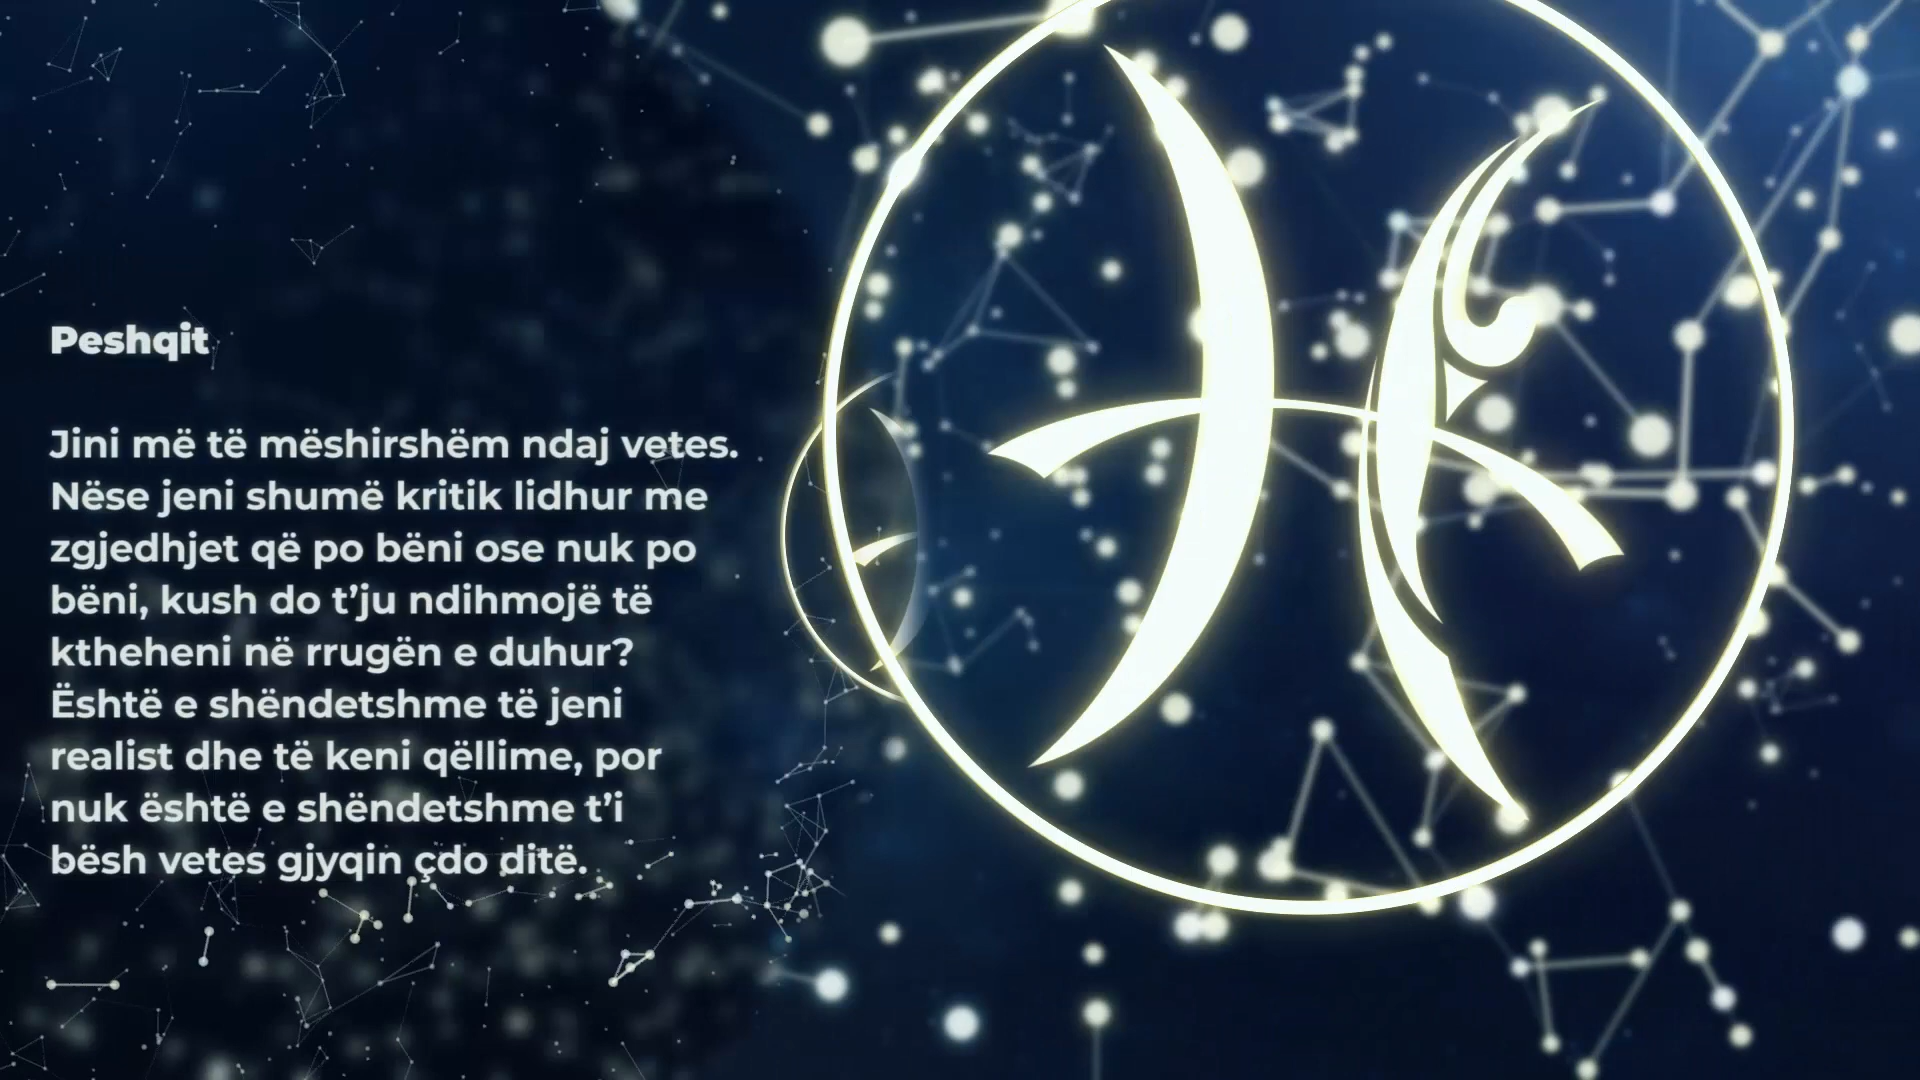 Peshqit
Jini më të mëshirshëm ndaj vetes.
Nëse jeni shumë kritik lidhur me
zgjedhjet që po bëni ose nuk po
bëni, kush do t’ju ndihmojë të
ktheheni në rrugën e duhur?
Është e shëndetshme të jeni
realist dhe të keni qëllime, por
nuk është e shëndetshme t’i
bësh vetes gjyqin çdo ditë.